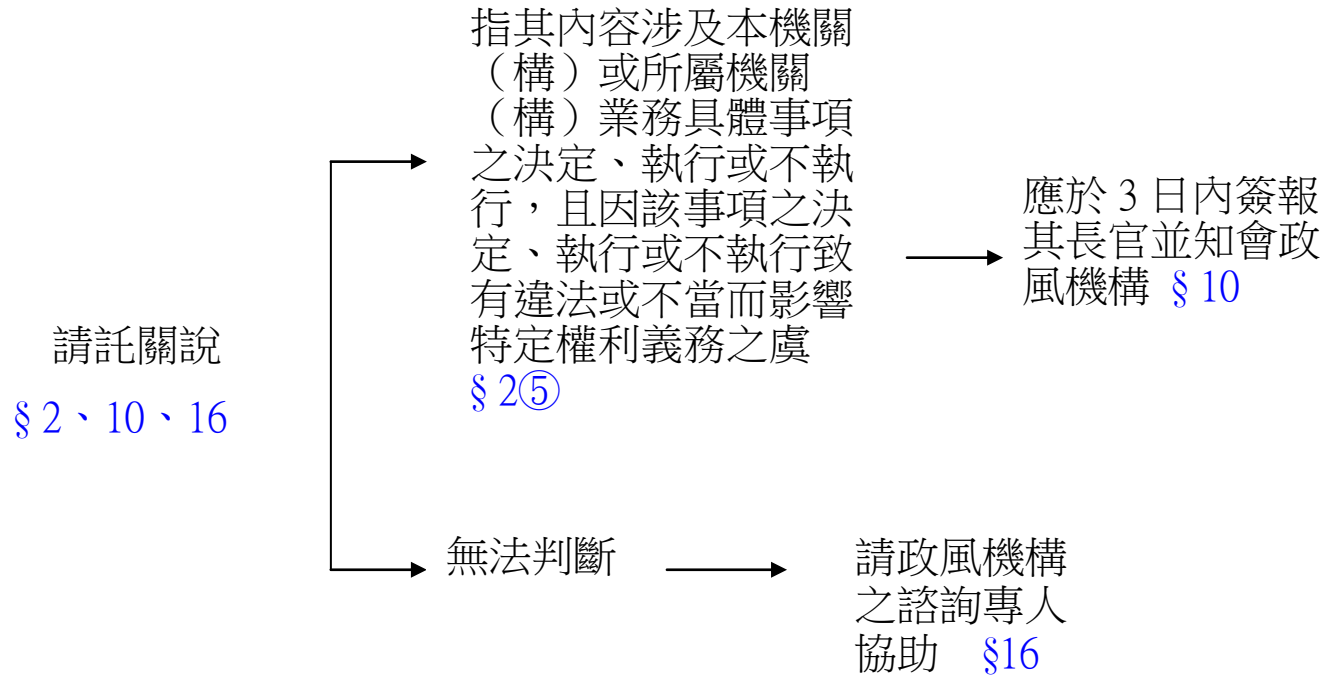 請託關說
§ 2、10、16
指其內容涉及本機關
（構）或所屬機關
（構）業務具體事項
之決定、執行或不執
行，且因該事項之決
定、執行或不執行致
有違法或不當而影響
特定權利義務之虞
§ 2⑤
應於 3 日內簽報
其長官並知會政
風機構 § 10
無法判斷
請政風機構
之諮詢專人
協助 §16